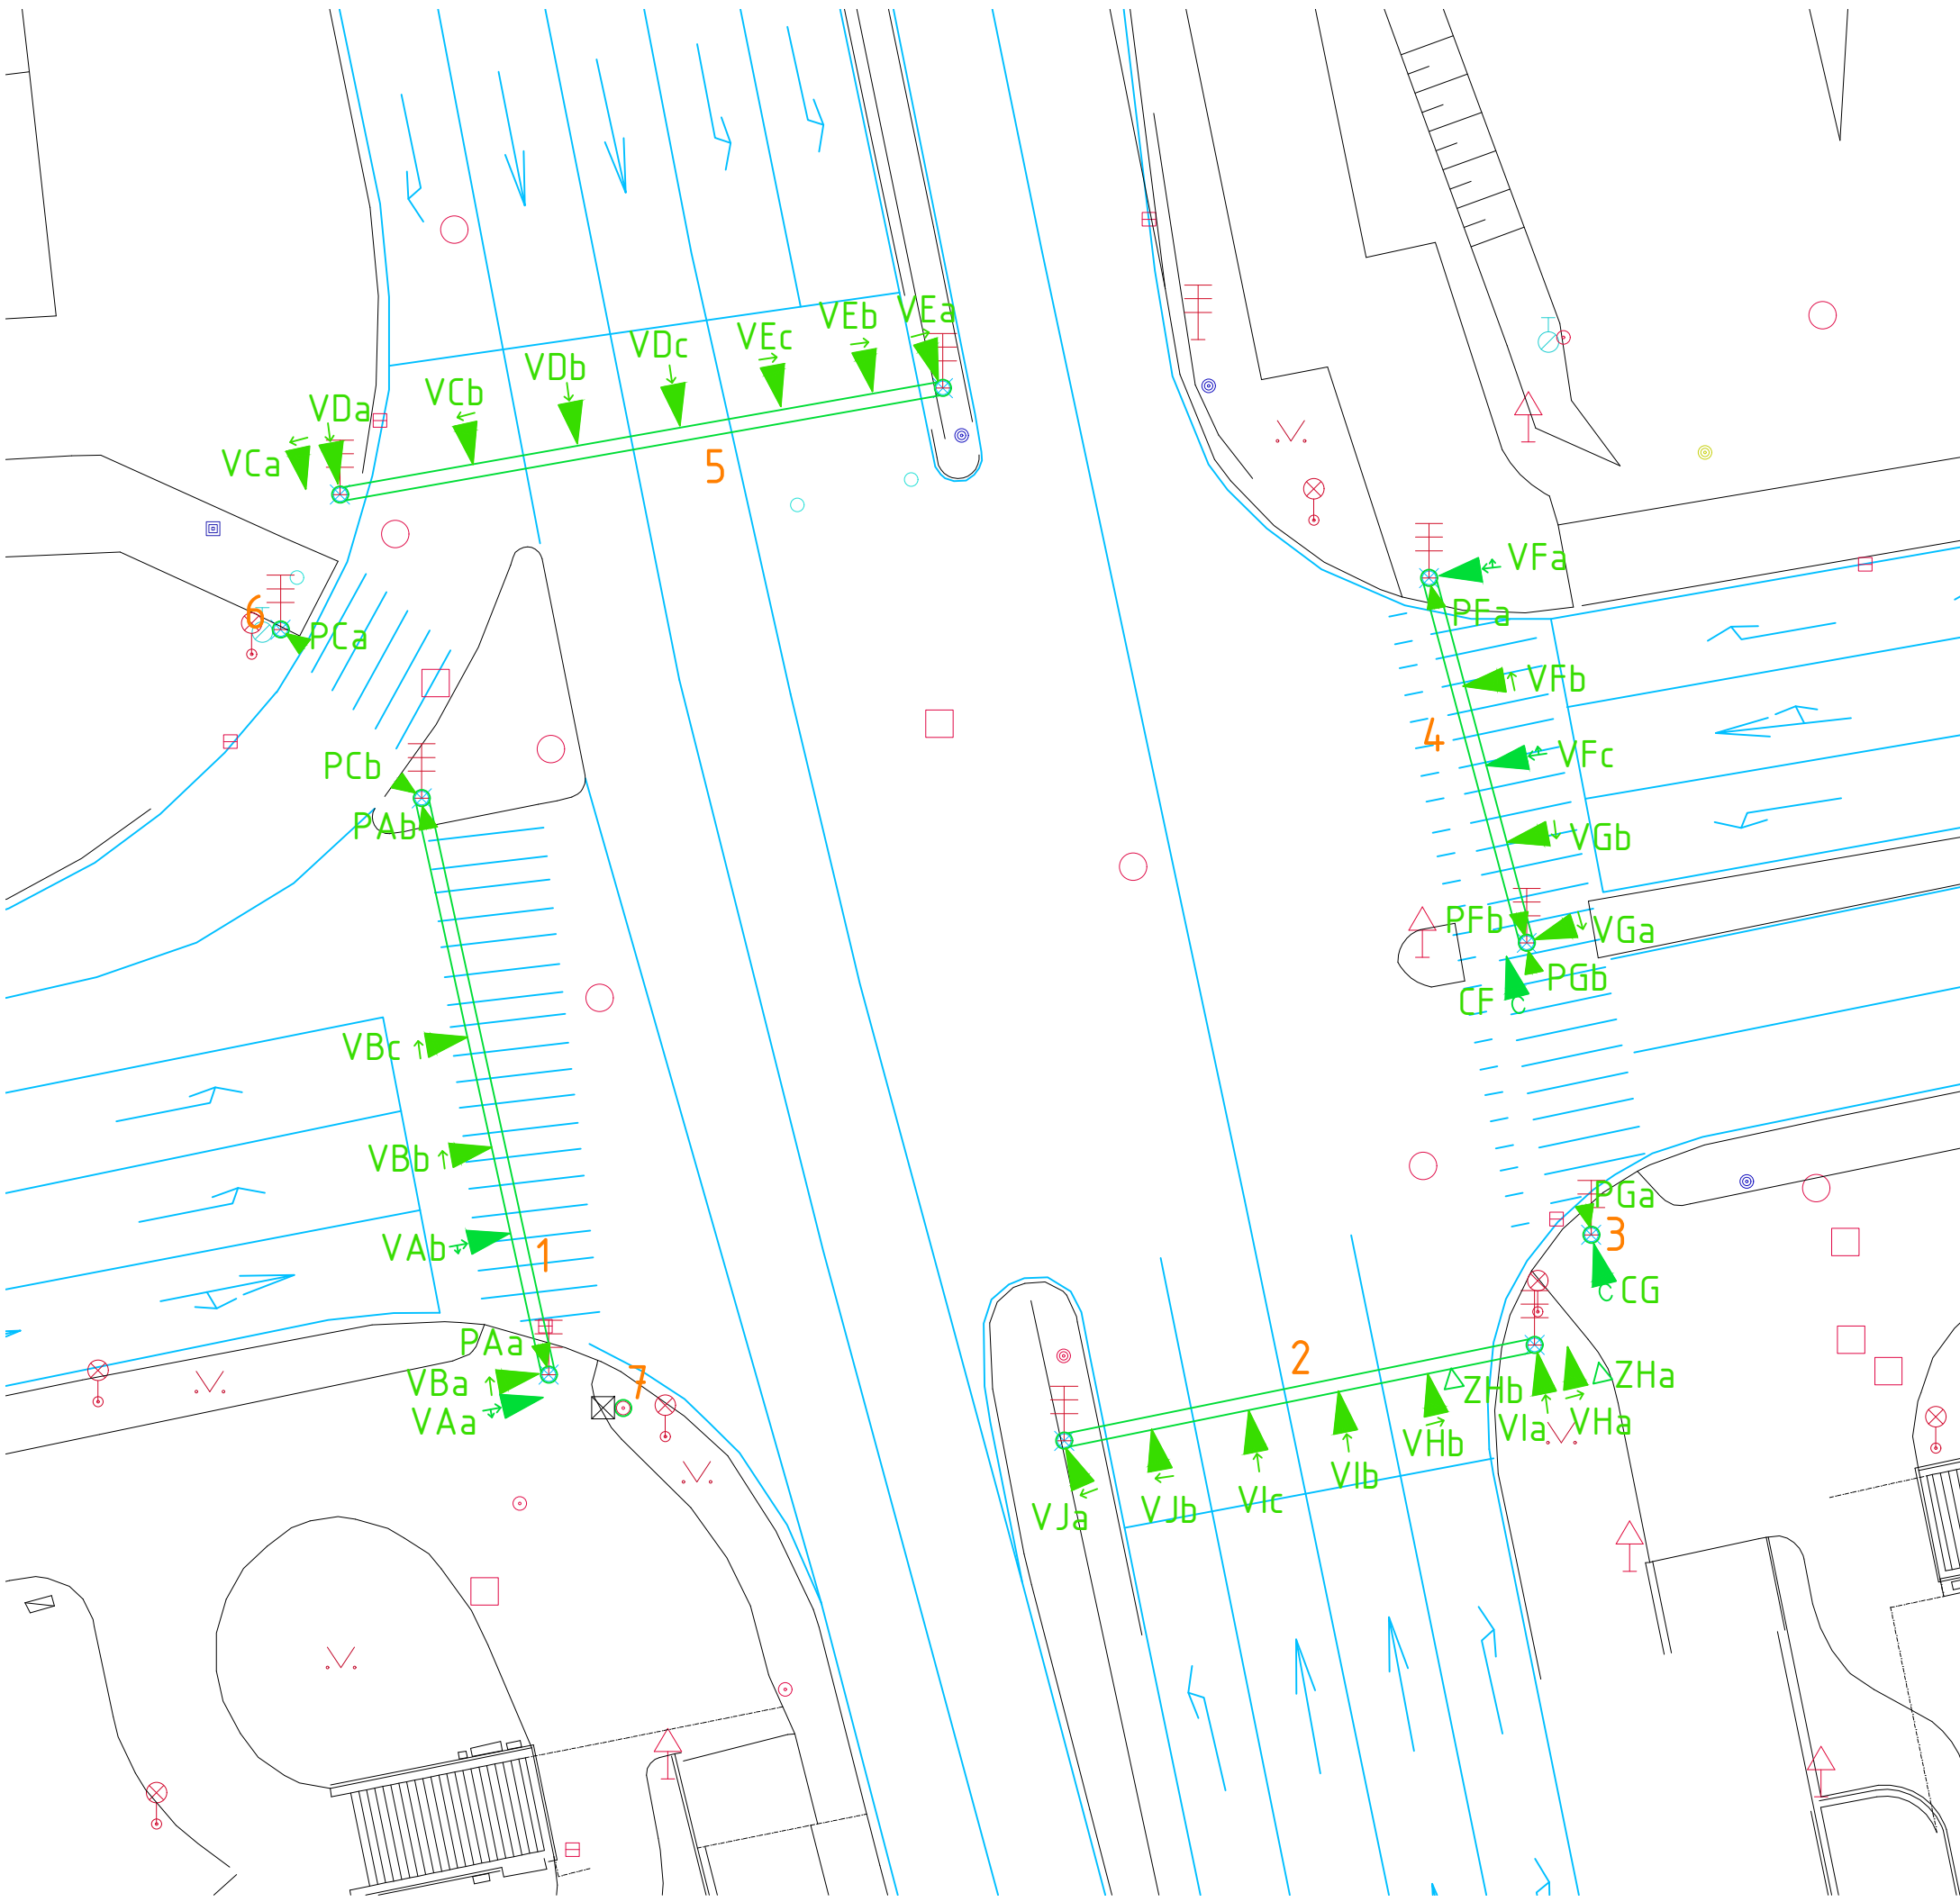 VEa
VEb
VEc
VDc
VDb
VCb
VDa
VCa
5
VFa
6
PCa
PFa
VFb
4
PCb
VFc
PAb
VGb
PFb
VGa
PGb
CF
C
VBc
VBb
PGa
3
VAb
1
CG
C
PAa
2
7
VBa
ZHb
ZHa
VAa
VIa
VHa
VHb
VIb
VIc
VJb
VJa